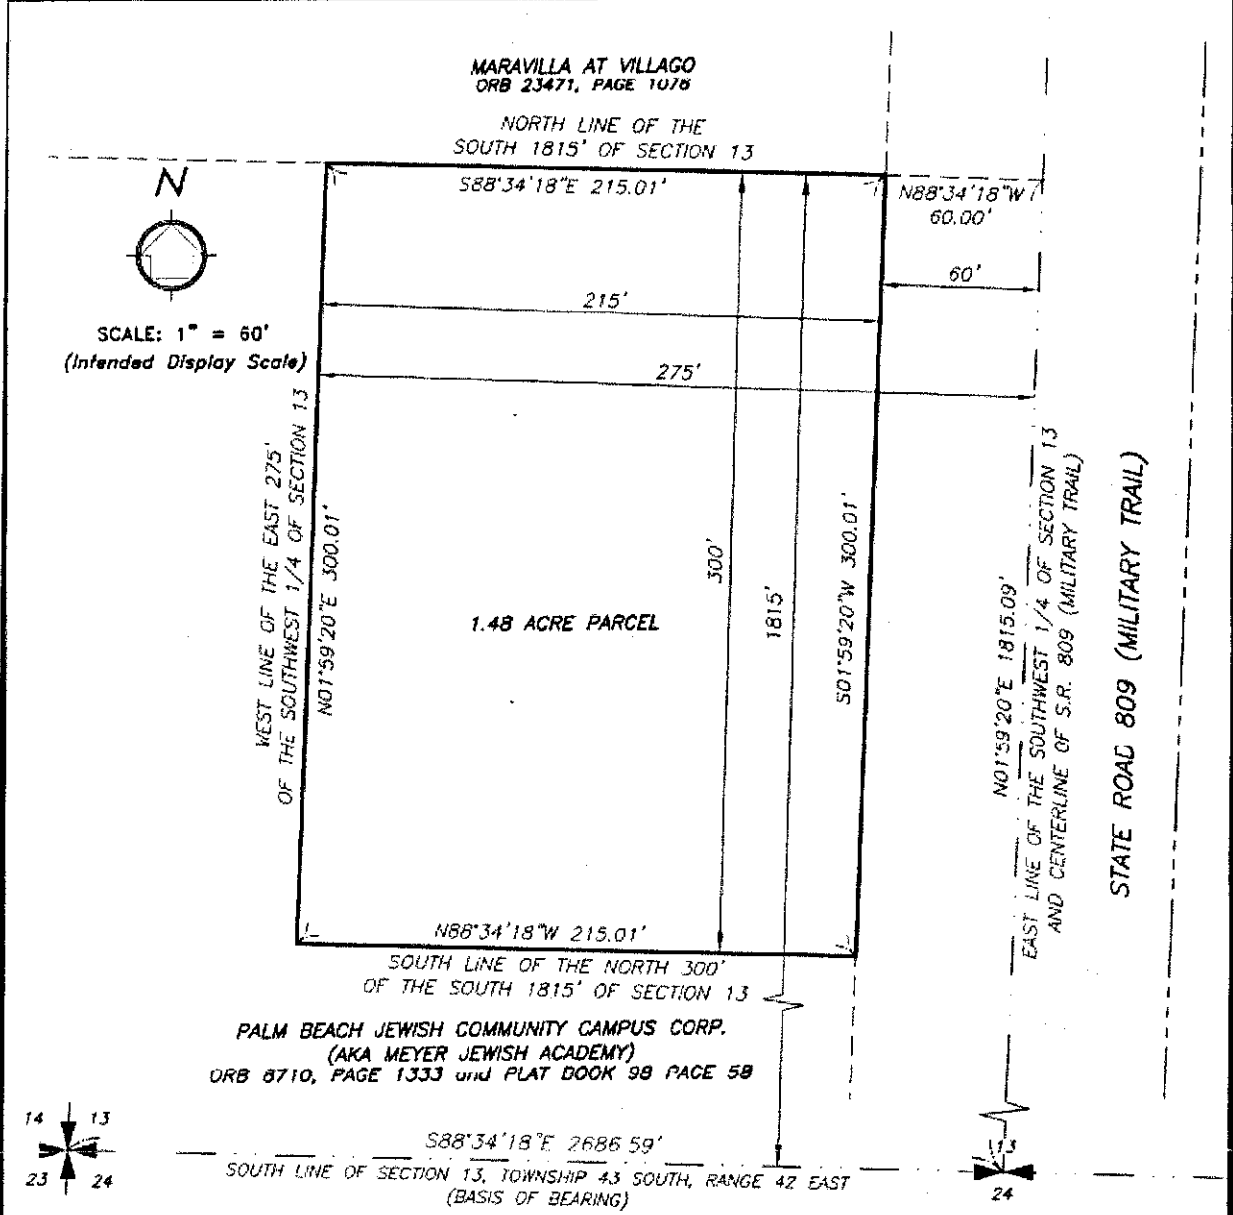 MARAVILLA AT VILLAGO
ORB 23471, PAGE 1076
NORTH LINE OF THE
SOUTH 1815' OF SECTION 13
N
S88°34'18"E 215.01'
N88°34'18"W
60.00'
60'
215'
SCALE: 1" = 60'
(Intended Display Scale)
275'
WEST LINE OF THE EAST 275'
OF THE SOUTHWEST 1/4 OF SECTION 13
N01°59'20"E 300.01'
1.48 ACRE PARCEL
300'
1815'
S01°59'20"W 300.01'
N01°59'20"E 1815.09'
EAST LINE OF THE SOUTHWEST 1/4 OF SECTION 13
AND CENTERLINE OF S.R. 809 (MILITARY TRAIL)
STATE ROAD 809 (MILITARY TRAIL)
N88°34'18"W 215.01'
SOUTH LINE OF THE NORTH 300'
OF THE SOUTH 1815' OF SECTION 13
PALM BEACH JEWISH COMMUNITY CAMPUS CORP.
(AKA MEYER JEWISH ACADEMY)
ORB 8710, PAGE 1333 and PLAT BOOK 98 PAGE 58
14 13
23 24
S88°34'18"E 2686.59'
SOUTH LINE OF SECTION 13, TOWNSHIP 43 SOUTH, RANGE 42 EAST
(BASIS OF BEARING)
13
24